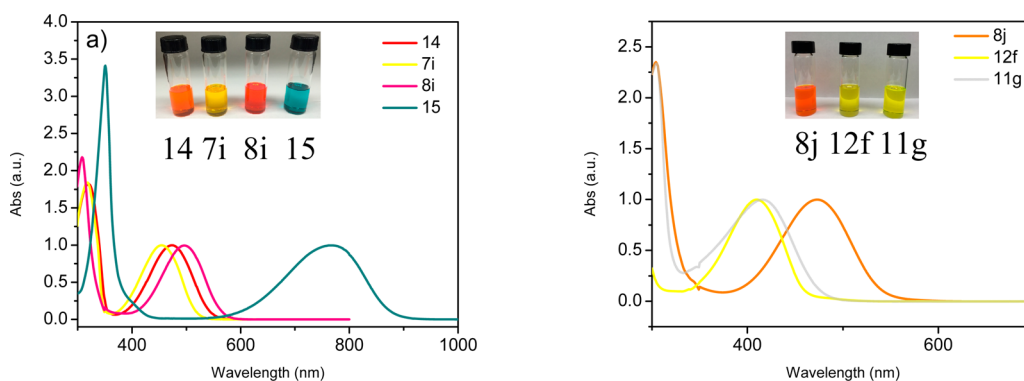 a)
14
7i
8i
15
14 7i 8i 15
4.0
3.5
3.0
2.5
2.0
1.5
1.0
0.5
0.0
Abs (a.u.)
400
600
800
1000
Wavelength (nm)
8j
12f
11g
8j 12f 11g
2.5
2.0
1.5
1.0
0.5
0.0
Abs (a.u.)
400
600
Wavelength (nm)